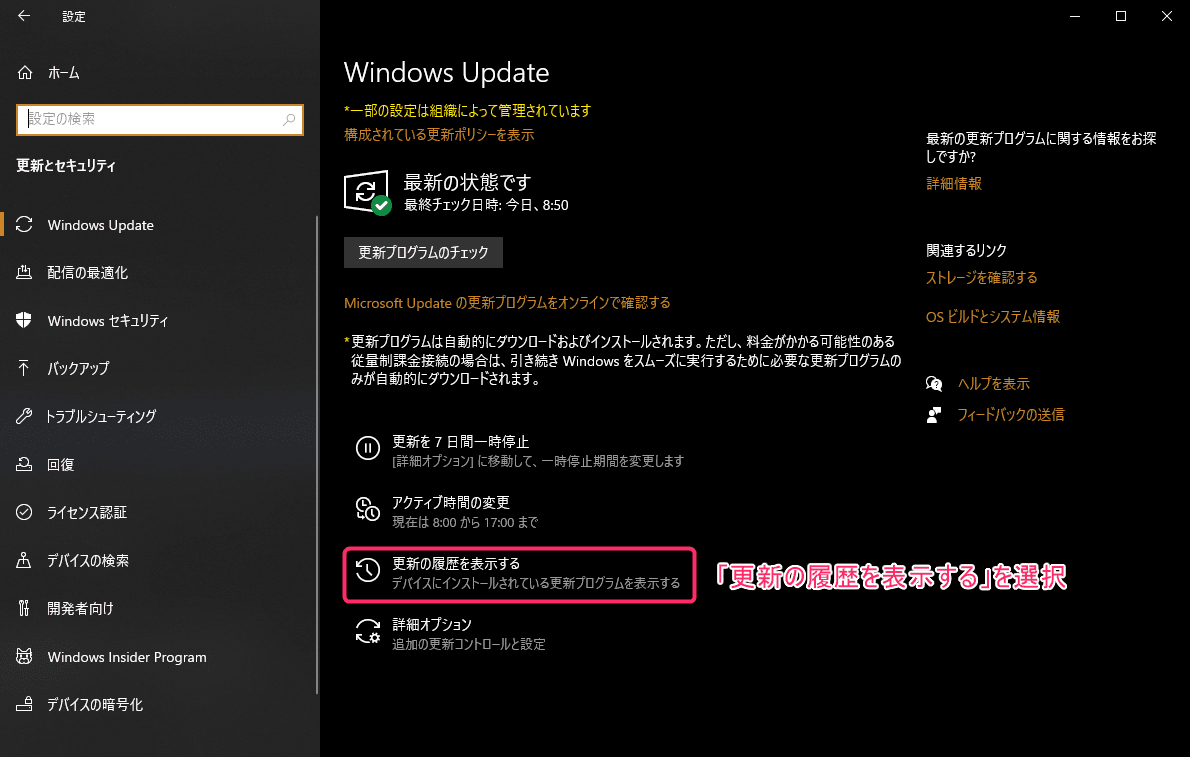 設定
ホーム
設定の検索
更新とセキュリティ
Windows Update
配信の最適化
Windows セキュリティ
バックアップ
トラブルシューティング
回復
ライセンス認証
デバイスの検索
開発者向け
Windows Insider Program
デバイスの暗号化
Windows Update
*一部の設定は組織によって管理されています
構成されている更新ポリシーを表示
最新の状態です
最終チェック日時: 今日、8:50
更新プログラムのチェック
Microsoft Update の更新プログラムをオンラインで確認する
*更新プログラムは自動的にダウンロードおよびインストールされます。ただし、料金がかかる可能性のある
従量制課金接続の場合は、引き続き Windows をスムーズに実行するために必要な更新プログラムの
みが自動的にダウンロードされます。
更新を 7 日間一時停止
[詳細オプション] に移動して、一時停止期間を変更します
アクティブ時間の変更
現在は 8:00 から 17:00 まで
更新の履歴を表示する
デバイスにインストールされている更新プログラムを表示する
「更新の履歴を表示する」を選択
詳細オプション
追加の更新コントロールと設定
最新の更新プログラムに関する情報をお探
しですか?
詳細情報
関連するリンク
ストレージを確認する
OS ビルドとシステム情報
ヘルプを表示
フィードバックの送信